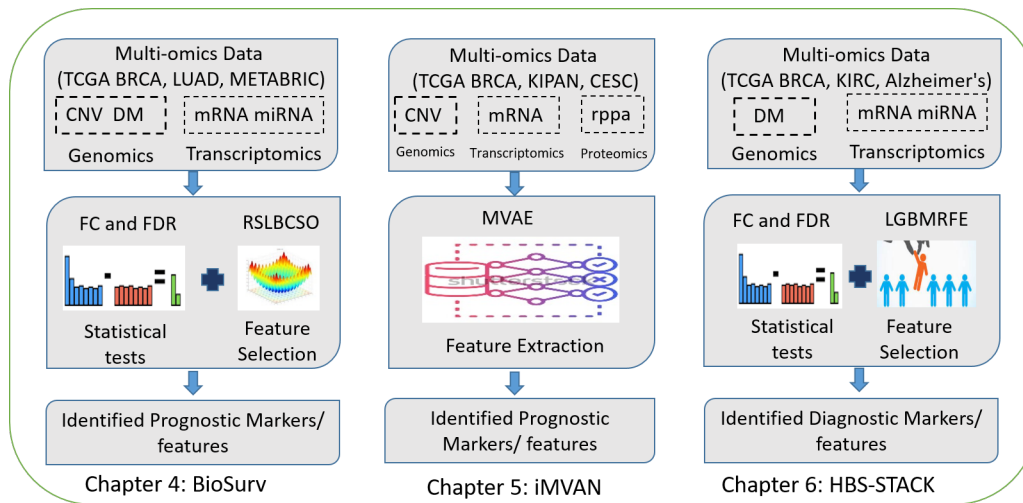 Multi-omics Data
(TCGA BRCA, LUAD, METABRIC)
CNV DM
mRNA miRNA
Genomics
Transcriptomics
FC and FDR
RSLBCSO
Statistical
tests
Feature
Selection
Identified Prognostic Markers/
features
Chapter 4: BioSurv
Multi-omics Data
(TCGA BRCA, KIPAN, CESC)
CNV
mRNA
rppa
Genomics
Transcriptomics
Proteomics
MVAE
Feature Extraction
Identified Prognostic
Markers/ features
Chapter 5: iMVAN
Multi-omics Data
(TCGA BRCA, KIRC, Alzheimer's)
DM
mRNA miRNA
Genomics
Transcriptomics
FC and FDR
LGBMRFE
Statistical
tests
Feature
Selection
Identified Diagnostic Markers/
features
Chapter 6: HBS-STACK